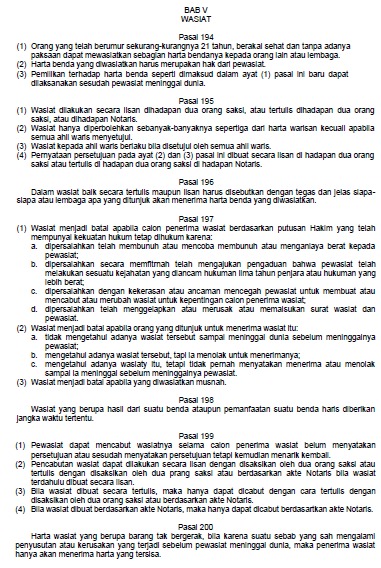 BAB V
WASIAT
Pasal 194
(1) Orang yang telah berumur sekurang-kurangnya 21 tahun, berakal sehat dan tanpa adanya
paksaan dapat mewasiatkan sebagian harta bendanya kepada orang lain atau lembaga.
(2) Harta benda yang diwasiatkan harus merupakan hak dari pewasiat.
(3) Pemilikan terhadap harta benda seperti dimaksud dalam ayat (1) pasal ini baru dapat
dilaksanakan sesudah pewasiat meninggal dunia.
Pasal 195
(1) Wasiat dilakukan secara lisan dihadapan dua orang saksi, atau tertulis dihadapan dua orang
saksi, atau dihadapan Notaris.
(2) Wasiat hanya diperbolehkan sebanyak-banyaknya sepertiga dari harta warisan kecuali apabila
semua ahli waris menyetujui.
(3) Wasiat kepada ahli waris berlaku bila disetujui oleh semua ahli waris.
(4) Pernyataan persetujuan pada ayat (2) dan (3) pasal ini dibuat secara lisan di hadapan dua orang
saksi atau tertulis di hadapan dua orang saksi di hadapan Notaris.
Pasal 196
Dalam wasiat baik secara tertulis maupun lisan harus disebutkan dengan tegas dan jelas siapa-
siapa atau lembaga apa yang ditunjuk akan menerima harta benda yang diwasiatkan.
Pasal 197
(1) Wasiat menjadi batal apabila calon penerima wasiat berdasarkan putusan Hakim yang telah
mempunyai kekuatan hukum tetap dihukum karena:
a. dipersalahkan telah membunuh atau mencoba membunuh atau menganiaya berat kepada
pewasiat;
b. dipersalahkan secara memfitmah telah mengajukan pengaduan bahwa pewasiat telah
melakukan sesuatu kejahatan yang diancam hukuman lima tahun penjara atau hukuman yang
lebih berat;
c. dipersalahkan dengan kekerasan atau ancaman mencegah pewasiat untuk membuat atau
mencabut atau merubah wasiat untuk kepentingan calon penerima wasiat;
d. dipersalahkan telah menggelapkan atau merusak atau memalsukan surat wasiat dan
pewasiat.
(2) Wasiat menjadi batal apabila orang yang ditunjuk untuk menerima wasiat itu:
a. tidak mengetahui adanya wasiat tersebut sampai meninggal dunia sebelum meninggalnya
pewasiat;
b. mengetahui adanya wasiat tersebut, tapi ia menolak untuk menerimanya;
c. mengetahui adanya wasiaty itu, tetapi tidak pernah menyatakan menerima atau menolak
sampai ia meninggal sebelum meninggalnya pewasiat.
(3) Wasiat menjadi batal apabila yang diwasiatkan musnah.
Pasal 198
Wasiat yang berupa hasil dari suatu benda ataupun pemanfaatan suatu benda haris diberikan
jangka waktu tertentu.
Pasal 199
(1) Pewasiat dapat mencabut wasiatnya selama calon penerima wasiat belum menyatakan
persetujuan atau sesudah menyatakan persetujuan tetapi kemudian menarik kembali.
(2) Pencabutan wasiat dapat dilakukan secara lisan dengan disaksikan oleh dua orang saksi atau
tertulis dengan disaksikan oleh dua prang saksi atau berdasarkan akte Notaris bila wasiat
terdahulu dibuat secara lisan.
(3) Bila wasiat dibuat secara tertulis, maka hanya dapat dicabut dengan cara tertulis dengan
disaksikan oleh dua orang saksi atau berdasarkan akte Notaris.
(4) Bila wasiat dibuat berdasarkan akte Notaris, maka hanya dapat dicabut berdasartkan akte Notaris.
Pasal 200
Harta wasiat yang berupa barang tak bergerak, bila karena suatu sebab yang sah mengalami
penyusutan atau kerusakan yang terjadi sebelum pewasiat meninggal dunia, maka penerima wasiat
hanya akan menerima harta yang tersisa.